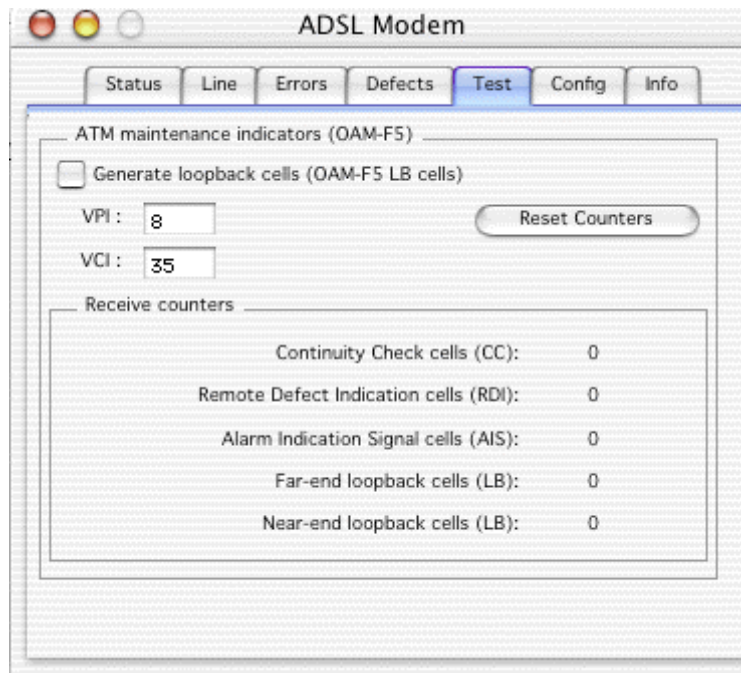 ADSL Modem
Status Line Errors Defects Test Config Info
ATM maintenance indicators (OAM-F5)
Generate loopback cells (OAM-F5 LB cells)
VPI : 8 Reset Counters
VCI : 35
Receive counters
Continuity Check cells (CC): 0
Remote Defect Indication cells (RDI): 0
Alarm Indication Signal cells (AIS): 0
Far-end loopback cells (LB): 0
Near-end loopback cells (LB): 0